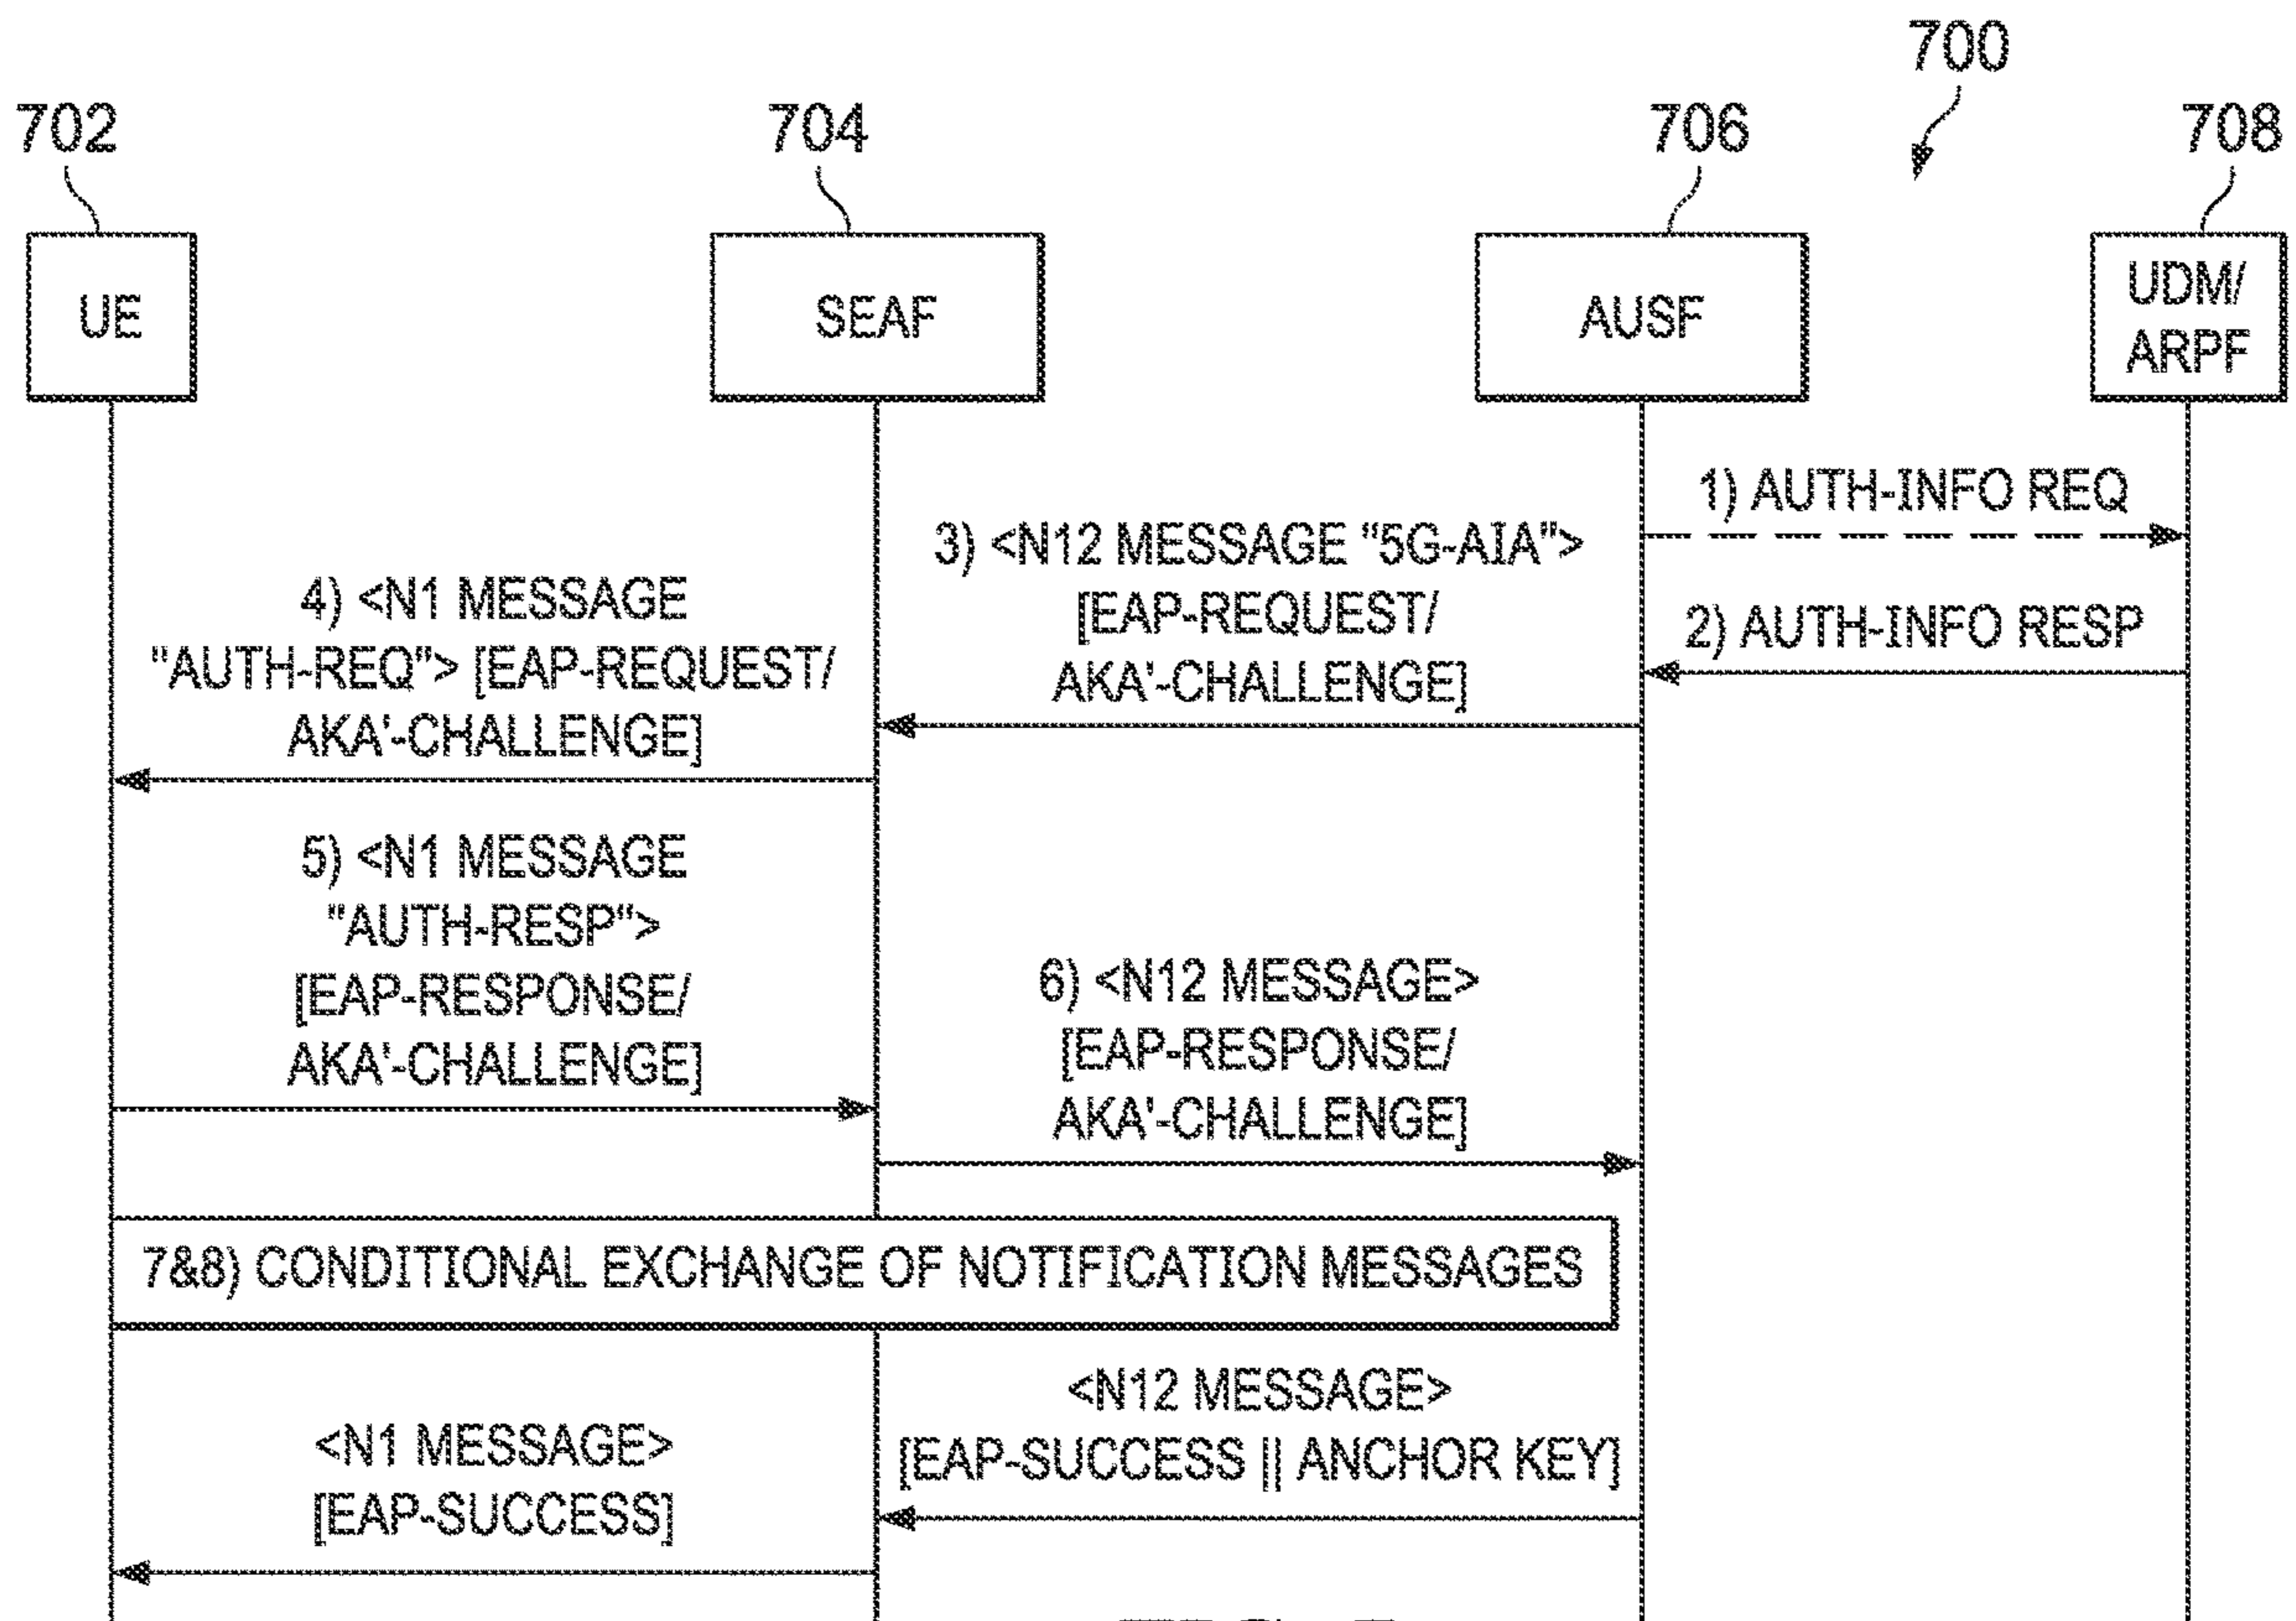 700
702
704
706
708
UE
SEAF
AUSF
UDM/
ARPF
1) AUTH-INFO REQ
2) AUTH-INFO RESP
3) <N12 MESSAGE "5G-AIA">
[EAP-REQUEST/
AKA'-CHALLENGE]
4) <N1 MESSAGE
"AUTH-REQ"> [EAP-REQUEST/
AKA'-CHALLENGE]
5) <N1 MESSAGE
"AUTH-RESP">
[EAP-RESPONSE/
AKA'-CHALLENGE]
6) <N12 MESSAGE>
[EAP-RESPONSE/
AKA'-CHALLENGE]
7&8) CONDITIONAL EXCHANGE OF NOTIFICATION MESSAGES
<N12 MESSAGE>
[EAP-SUCCESS || ANCHOR KEY]
<N1 MESSAGE>
[EAP-SUCCESS]